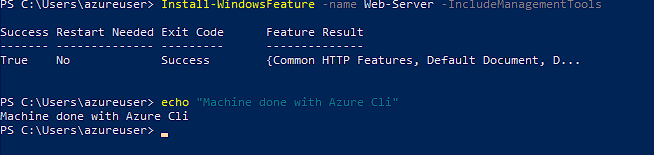 PS C:\Users\azureuser> Install-WindowsFeature -name Web-Server -IncludeManagementTools
Success Restart Needed Exit Code      Feature Result
------- -------------- ---------      --------------
True    No             Success        {Common HTTP Features, Default Document, D...
PS C:\Users\azureuser> echo "Machine done with Azure Cli"
Machine done with Azure Cli
PS C:\Users\azureuser>